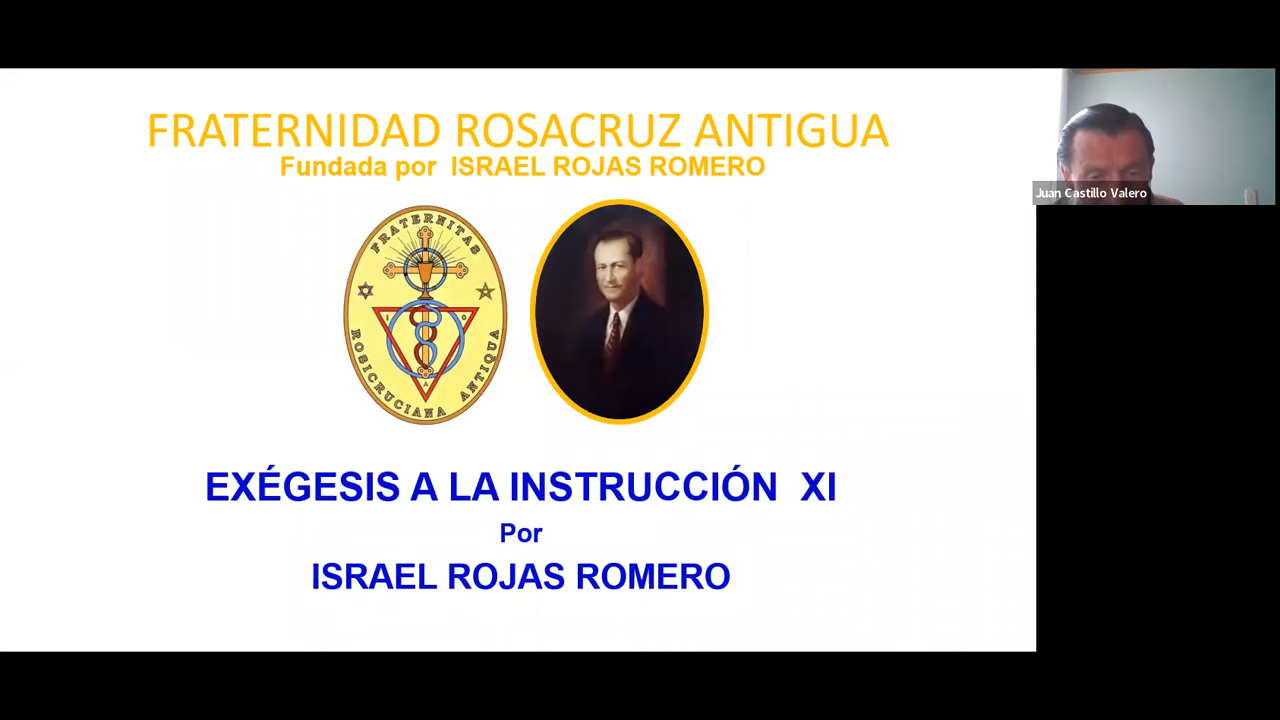 FRATERNIDAD ROSACRUZ ANTIGUA
Fundada por ISRAEL ROJAS ROMERO
FRATERNITAS
ROSICRUCIANA ANTIQUA
I O
A
EXÉGESIS A LA INSTRUCCIÓN XI
Por
ISRAEL ROJAS ROMERO
Juan Castillo Valero